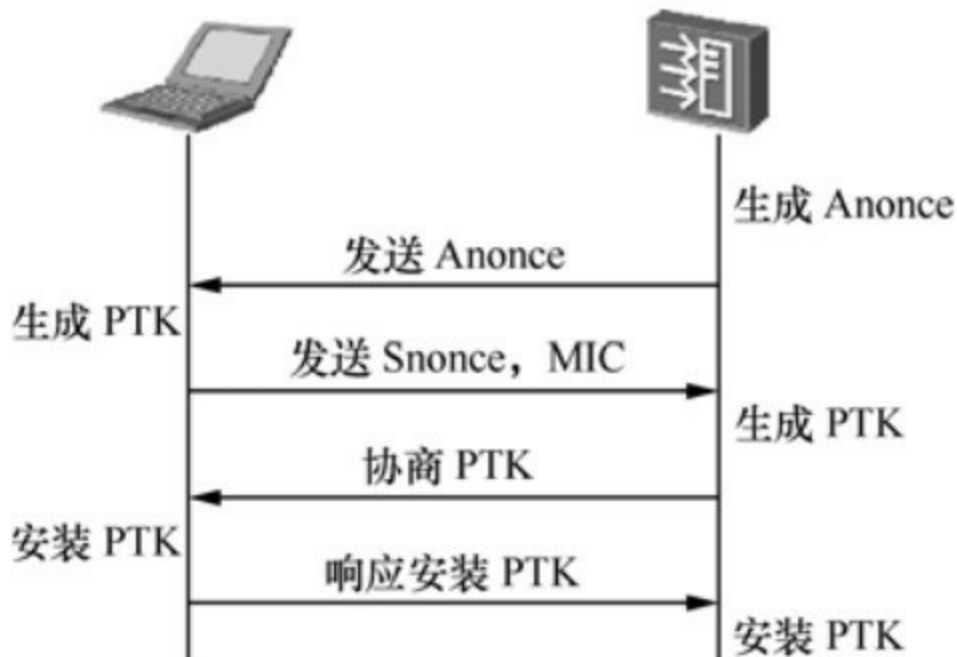 生成 Anonce
发送 Anonce
生成 PTK
发送 Snonce，MIC
生成 PTK
协商 PTK
安装 PTK
响应安装 PTK
安装 PTK